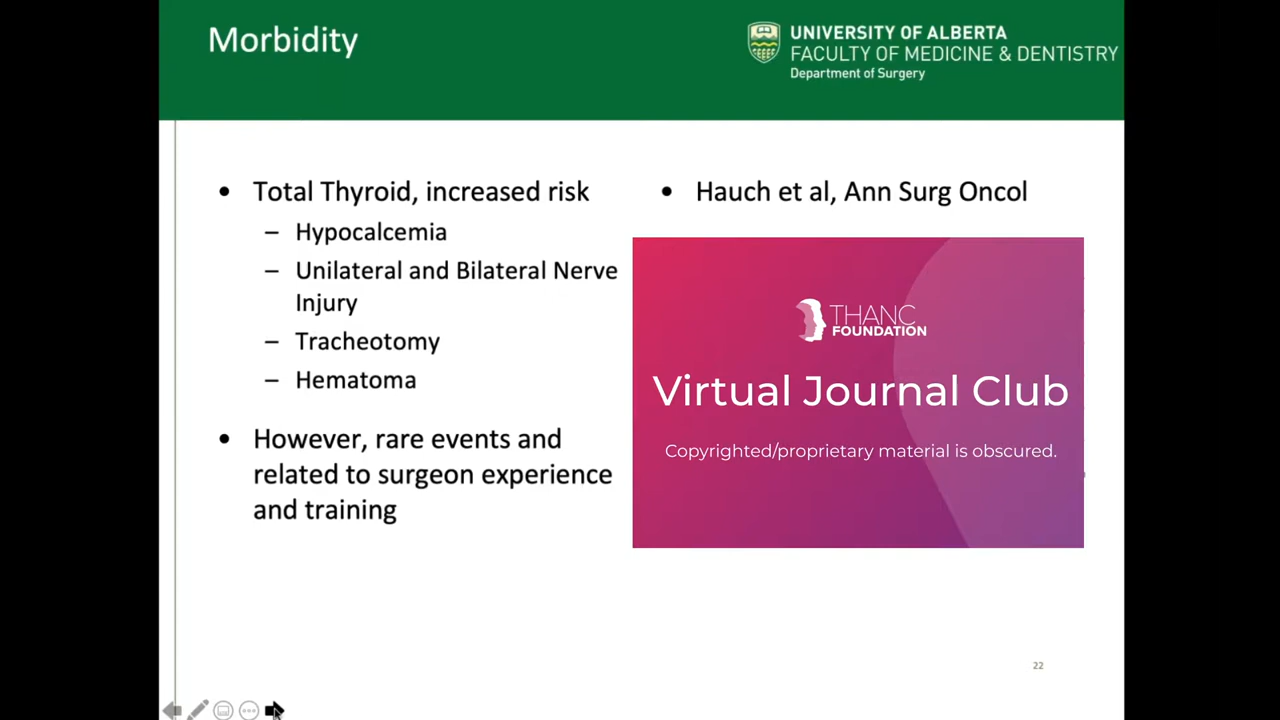 Morbidity
UNIVERSITY OF ALBERTA
FACULTY OF MEDICINE & DENTISTRY
Department of Surgery
• Total Thyroid, increased risk
– Hypocalcemia
– Unilateral and Bilateral Nerve
Injury
– Tracheotomy
– Hematoma
• However, rare events and
related to surgeon experience
and training
• Hauch et al, Ann Surg Oncol
THANC
FOUNDATION
Virtual Journal Club
Copyrighted/proprietary material is obscured.
22